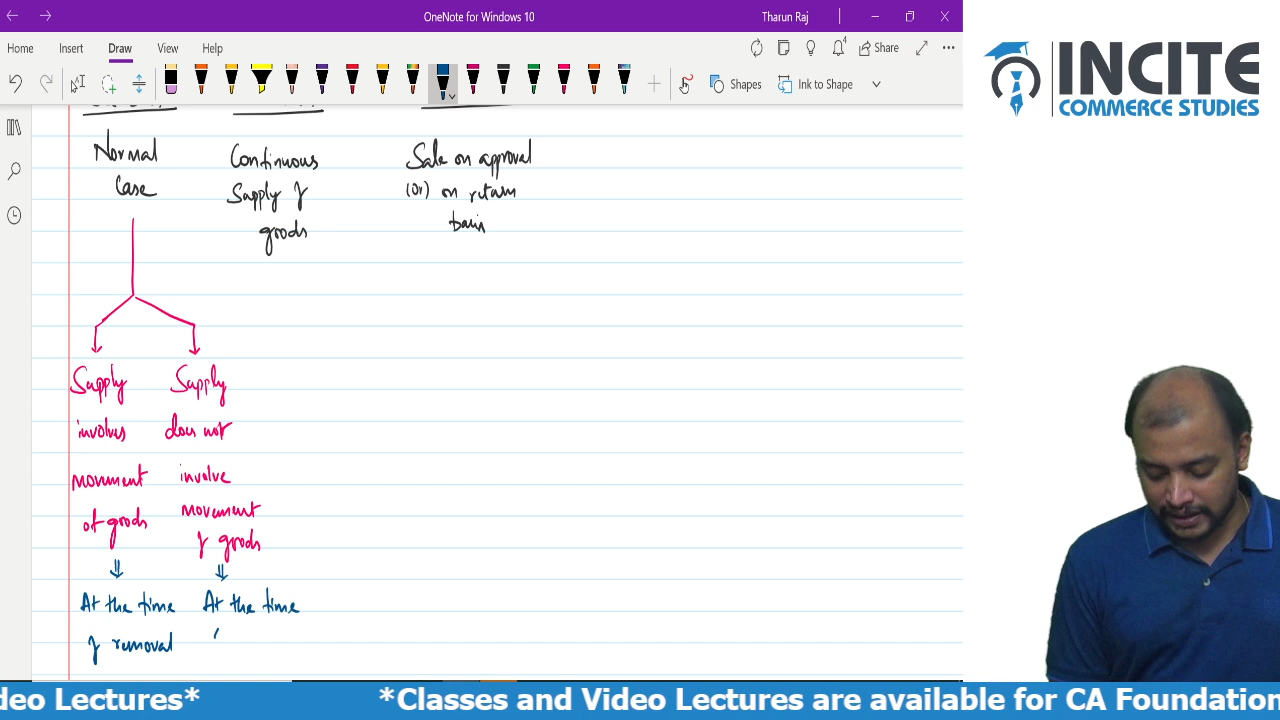 OneNote for Windows 10
Tharun Raj
Home Insert Draw View Help
4
Share
Shapes
Ink to Shape
INCITE
COMMERCE STUDIES
Normal
Case
Continuous
Supply of
goods
Sale on approval
(or) on return
basis
Supply
involves
movement
of goods
Supply
does not
involve
movement
of goods
At the time
of removal
At the time
deo Lectures*
*Classes and Video Lectures are available for CA Foundation